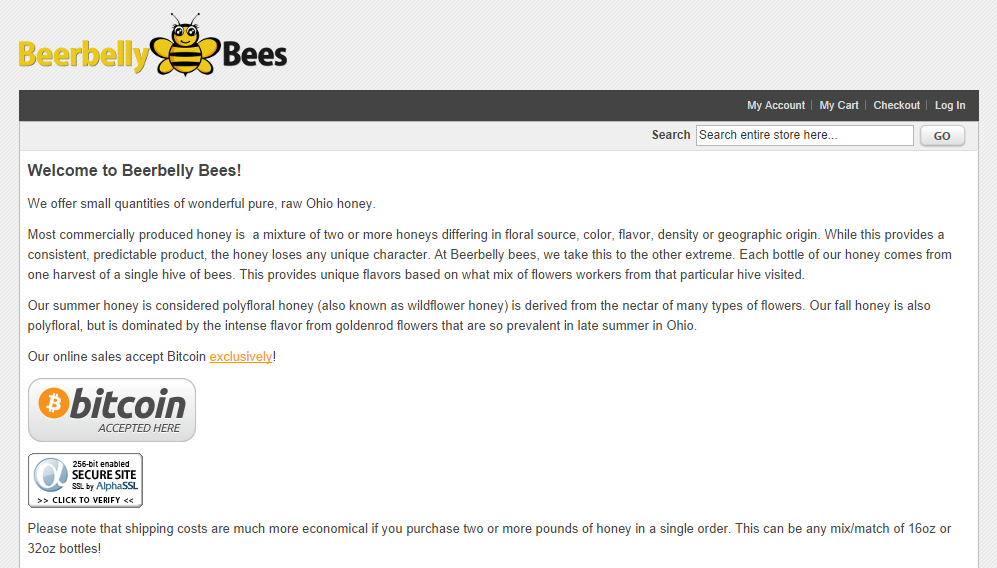 Beerbelly Bees
My Account | My Cart | Checkout | Log In
Search Search entire store here... GO
Welcome to Beerbelly Bees!
We offer small quantities of wonderful pure, raw Ohio honey.
Most commercially produced honey is  a mixture of two or more honeys differing in floral source, color, flavor, density or geographic origin. While this provides a
consistent, predictable product, the honey loses any unique character. At Beerbelly bees, we take this to the other extreme. Each bottle of our honey comes from
one harvest of a single hive of bees. This provides unique flavors based on what mix of flowers workers from that particular hive visited.
Our summer honey is considered polyfloral honey (also known as wildflower honey) is derived from the nectar of many types of flowers. Our fall honey is also
polyfloral, but is dominated by the intense flavor from goldenrod flowers that are so prevalent in late summer in Ohio.
Our online sales accept Bitcoin exclusively!
bitcoin
ACCEPTED HERE
256-bit enabled
SECURE SITE
SSL by AlphaSSL
>> CLICK TO VERIFY <<
Please note that shipping costs are much more economical if you purchase two or more pounds of honey in a single order. This can be any mix/match of 16oz or
32oz bottles!